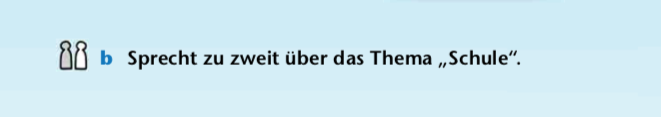 b Sprecht zu zweit über das Thema „Schule“.